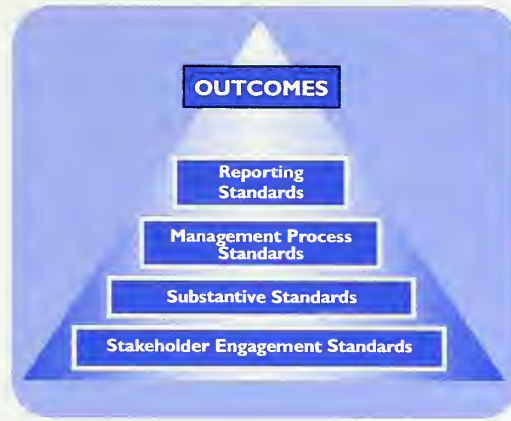 OUTCOMES
Reporting
Standards
Management Process
Standards
Substantive Standards
Stakeholder Engagement Standards